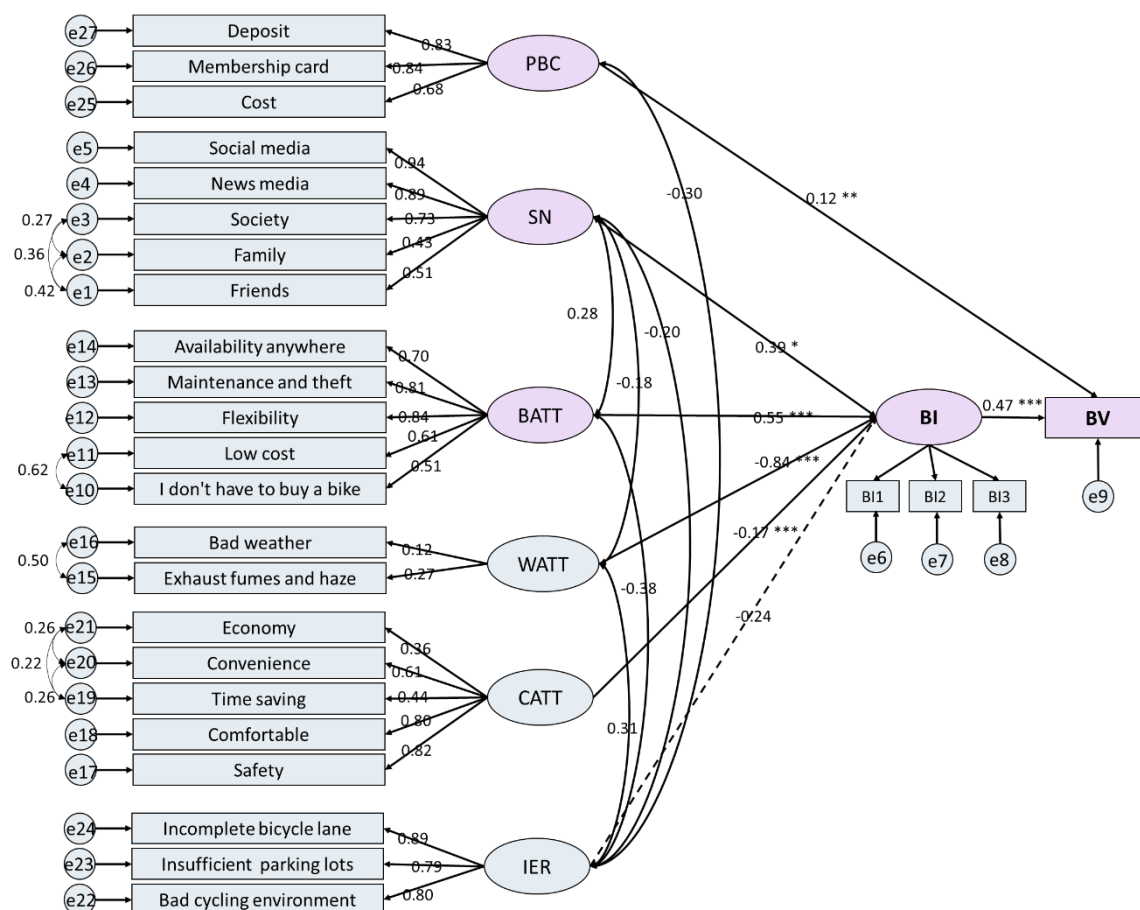 e27 Deposit 0.83
e26 Membership card 0.84 PBC
e25 Cost 0.68
e5 Social media 0.94
e4 News media 0.89
0.27 e3 Society 0.73 SN
0.36 e2 Family 0.43
0.42 e1 Friends 0.51
-0.30
0.12 **
0.28
-0.20
0.39 *
-0.18
e14 Availability anywhere 0.70
e13 Maintenance and theft 0.81
e12 Flexibility 0.84 BATT 0.55 ***
e11 Low cost 0.61
0.62
e10 I don't have to buy a bike 0.51
BI 0.47 *** BV
-0.84 ***
BI1 BI2 BI3
e6 e7 e8 e9
-0.17 ***
e16 Bad weather 0.12
0.50 WATT
e15 Exhaust fumes and haze 0.27
-0.38
-0.24
0.26 e21 Economy 0.36
0.22 e20 Convenience 0.61
0.26 e19 Time saving 0.44 CATT
e18 Comfortable 0.80
e17 Safety 0.82
0.31
e24 Incomplete bicycle lane 0.89
e23 Insufficient parking lots 0.79 IER
e22 Bad cycling environment 0.80